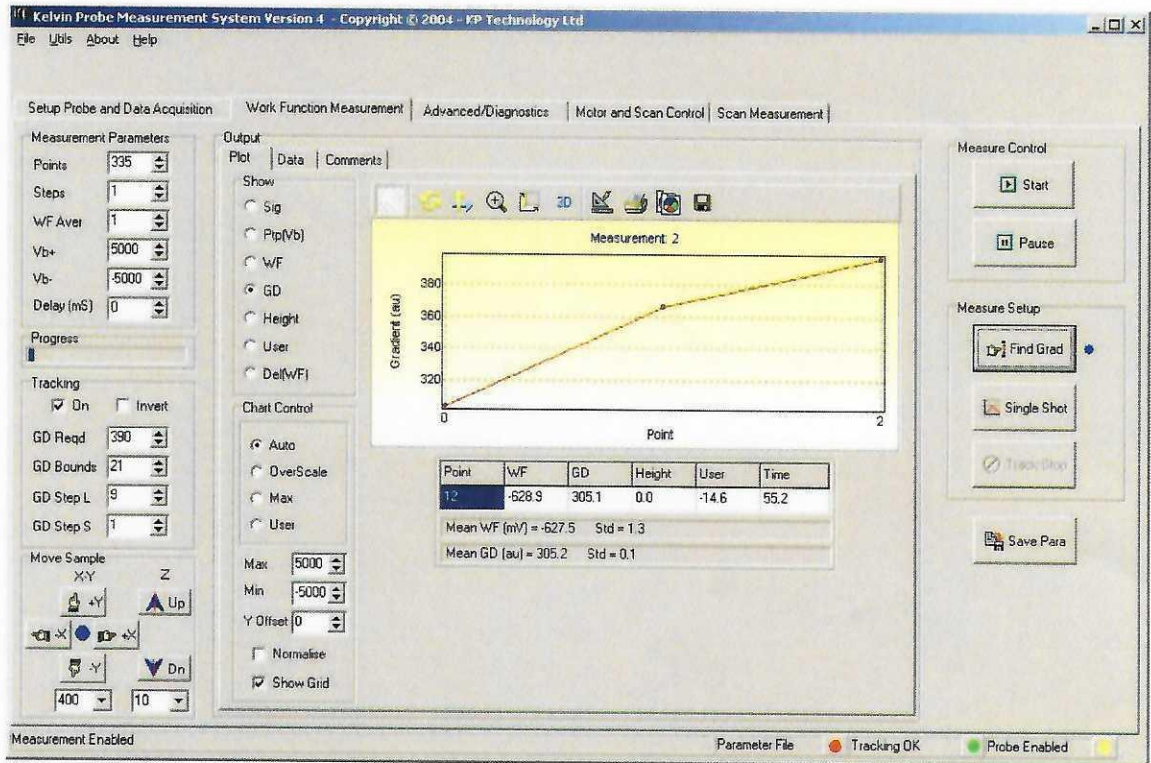 Kelvin Probe Measurement System Version 4 - Copyright © 2004 - KP Technology Ltd
File Utils About Help
Setup Probe and Data Acquisition
Work Function Measurement
Advanced/Diagnostics
Motor and Scan Control
Scan Measurement
Measurement Parameters
Points 335
Steps 1
WF Aver 1
Vb+ 5000
Vb- -5000
Delay (mS) 0
Progress
Tracking
On Invert
GD Reqd 390
GD Bounds 21
GD Step L 9
GD Step S 1
Move Sample
X-Y Z
+Y Up
-X +X
-Y Dn
400 10
Output
Plot Data Comments
Show
Sig
Ptp(Vb)
WF
GD
Height
User
Del(WF)
Chart Control
Auto
OverScale
Max
User
Max 5000
Min -5000
Y Offset 0
Normalise
Show Grid
3D
Measurement: 2
Gradient (au)
380
360
340
320
0 2
Point
Point WF GD Height User Time
12 -628.9 305.1 0.0 -14.6 55.2
Mean WF (mV) = -627.5 Std = 1.3
Mean GD (au) = 305.2 Std = 0.1
Measure Control
Start
Pause
Measure Setup
Find Grad
Single Shot
Track Stop
Save Para
Measurement Enabled
Parameter File
Tracking OK
Probe Enabled